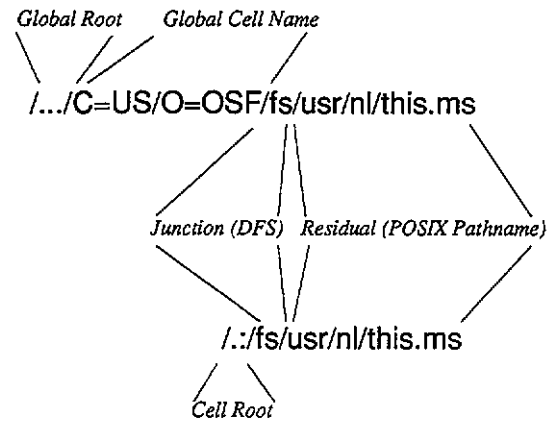 Global Root Global Cell Name
/.../C=US/O=OSF/fs/usr/nl/this.ms
Junction (DFS) Residual (POSIX Pathname)
/.:/fs/usr/nl/this.ms
Cell Root